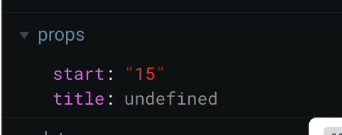 props
start: "15"
title: undefined